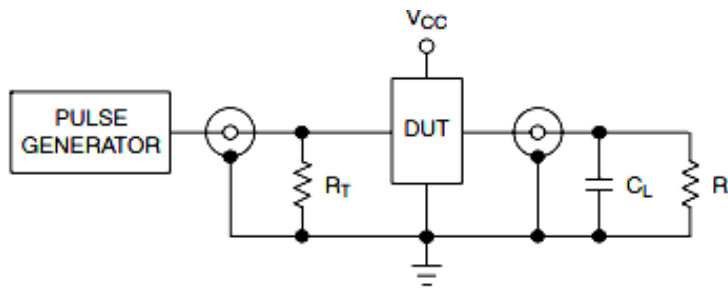 VCC
PULSE
GENERATOR
DUT
RT
CL
R